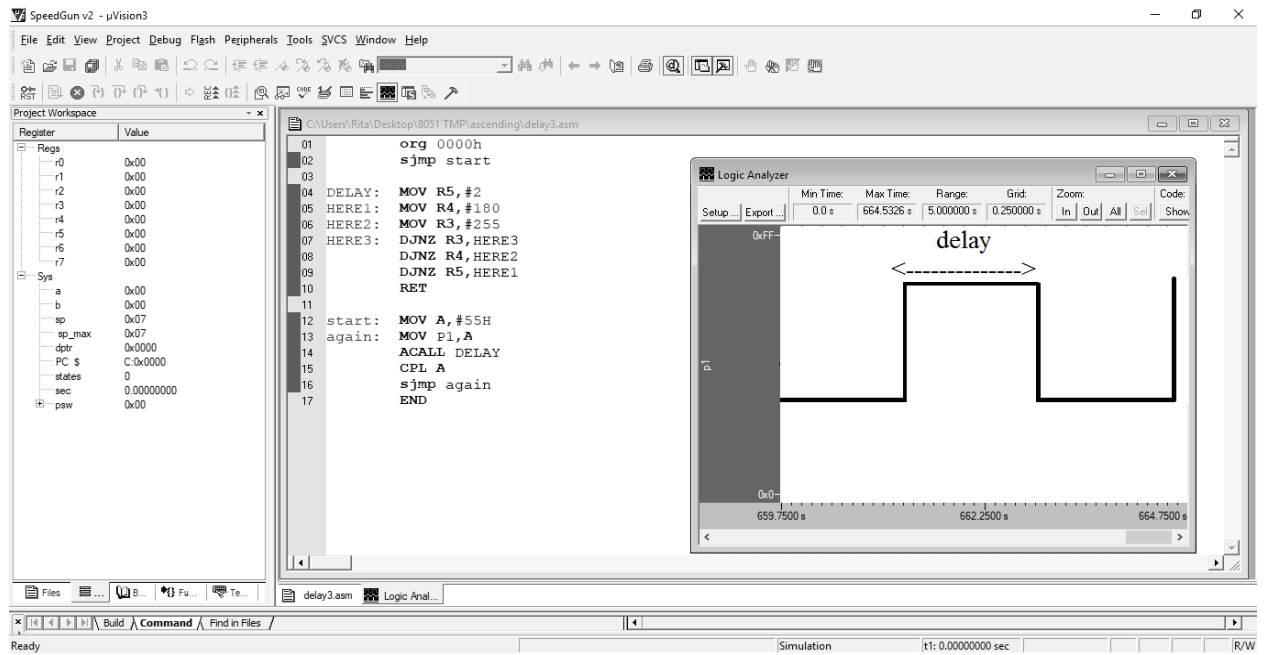 SpeedGun v2 - µVision3
File Edit View Project Debug Flash Peripherals Tools SVCS Window Help
Project Workspace
Register Value
Regs
r0 0x00
r1 0x00
r2 0x00
r3 0x00
r4 0x00
r5 0x00
r6 0x00
r7 0x00
Sys
a 0x00
b 0x00
sp 0x07
sp_max 0x07
dptr 0x0000
PC $ C:0x0000
states 0
sec 0.00000000
psw 0x00
Files ... B... Fu... Te...
C:\Users\Rita\Desktop\8051 TMP\ascending\delay3.asm
01 org 0000h
02 sjmp start
03
04 DELAY: MOV R5,#2
05 HERE1: MOV R4,#180
06 HERE2: MOV R3,#255
07 HERE3: DJNZ R3,HERE3
08 DJNZ R4,HERE2
09 DJNZ R5,HERE1
10 RET
11
12 start: MOV A,#55H
13 again: MOV P1,A
14 ACALL DELAY
15 CPL A
16 sjmp again
17 END
Logic Analyzer
Min Time: Max Time: Range: Grid: Zoom: Code:
Setup ... Export ... 0.0 s 664.5326 s 5.000000 s 0.250000 s In Out All Sel Show
0xFF
delay
<-------------->
p1
0x0
659.7500 s 662.2500 s 664.7500 s
delay3.asm Logic Anal...
Build Command Find in Files
Ready Simulation t1: 0.00000000 sec R/W